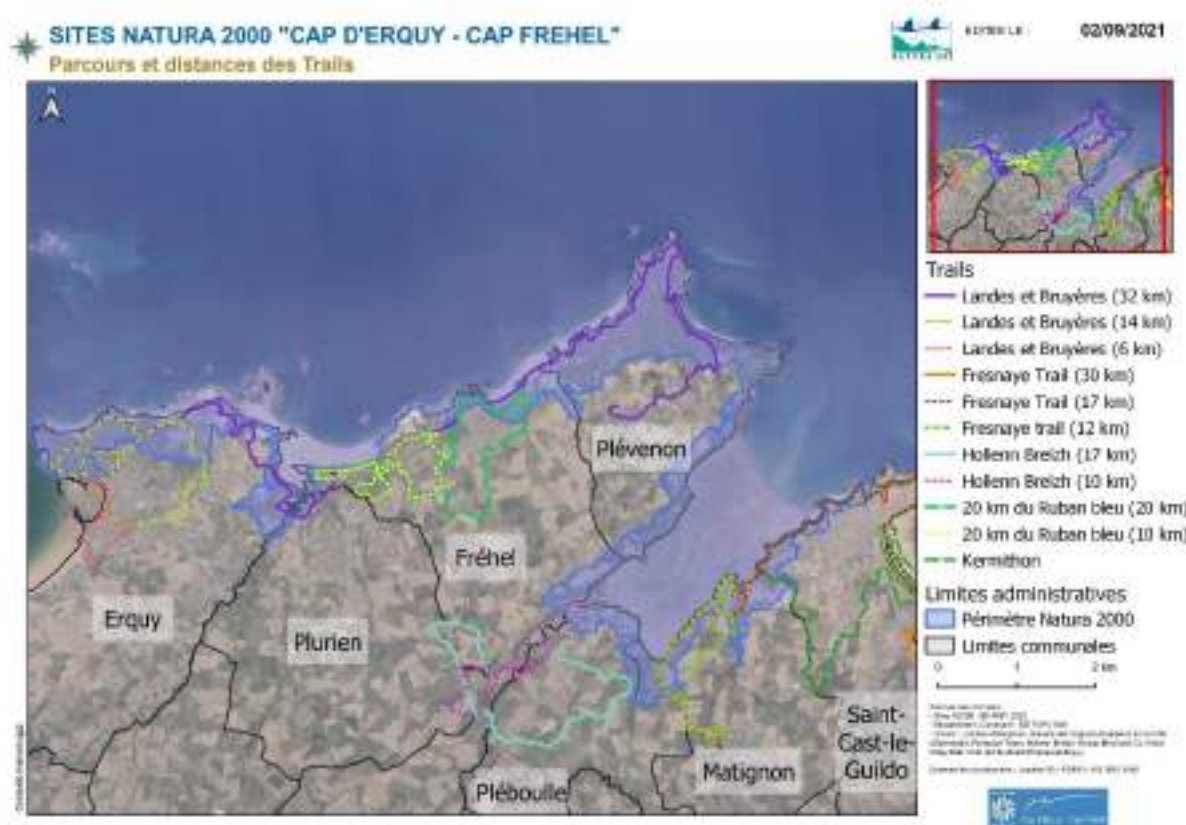 SITES NATURA 2000 "CAP D'ERQUY - CAP FREHEL"
Parcours et distances des Trails
02/09/2021
Trails
Landes et Bruyères (32 km)
Landes et Bruyères (14 km)
Landes et Bruyères (6 km)
Fresnaye Trail (30 km)
Fresnaye Trail (17 km)
Fresnaye trail (12 km)
Hollenn Breizh (17 km)
Hollenn Breizh (10 km)
20 km du Ruban bleu (20 km)
20 km du Ruban bleu (10 km)
Kermithon
Limites administratives
Périmètre Natura 2000
Limites communales
0 1 2 km
Plévenon
Fréhel
Erquy
Plurien
Saint-
Cast-le-
Guildo
Matignon
Pléboulle